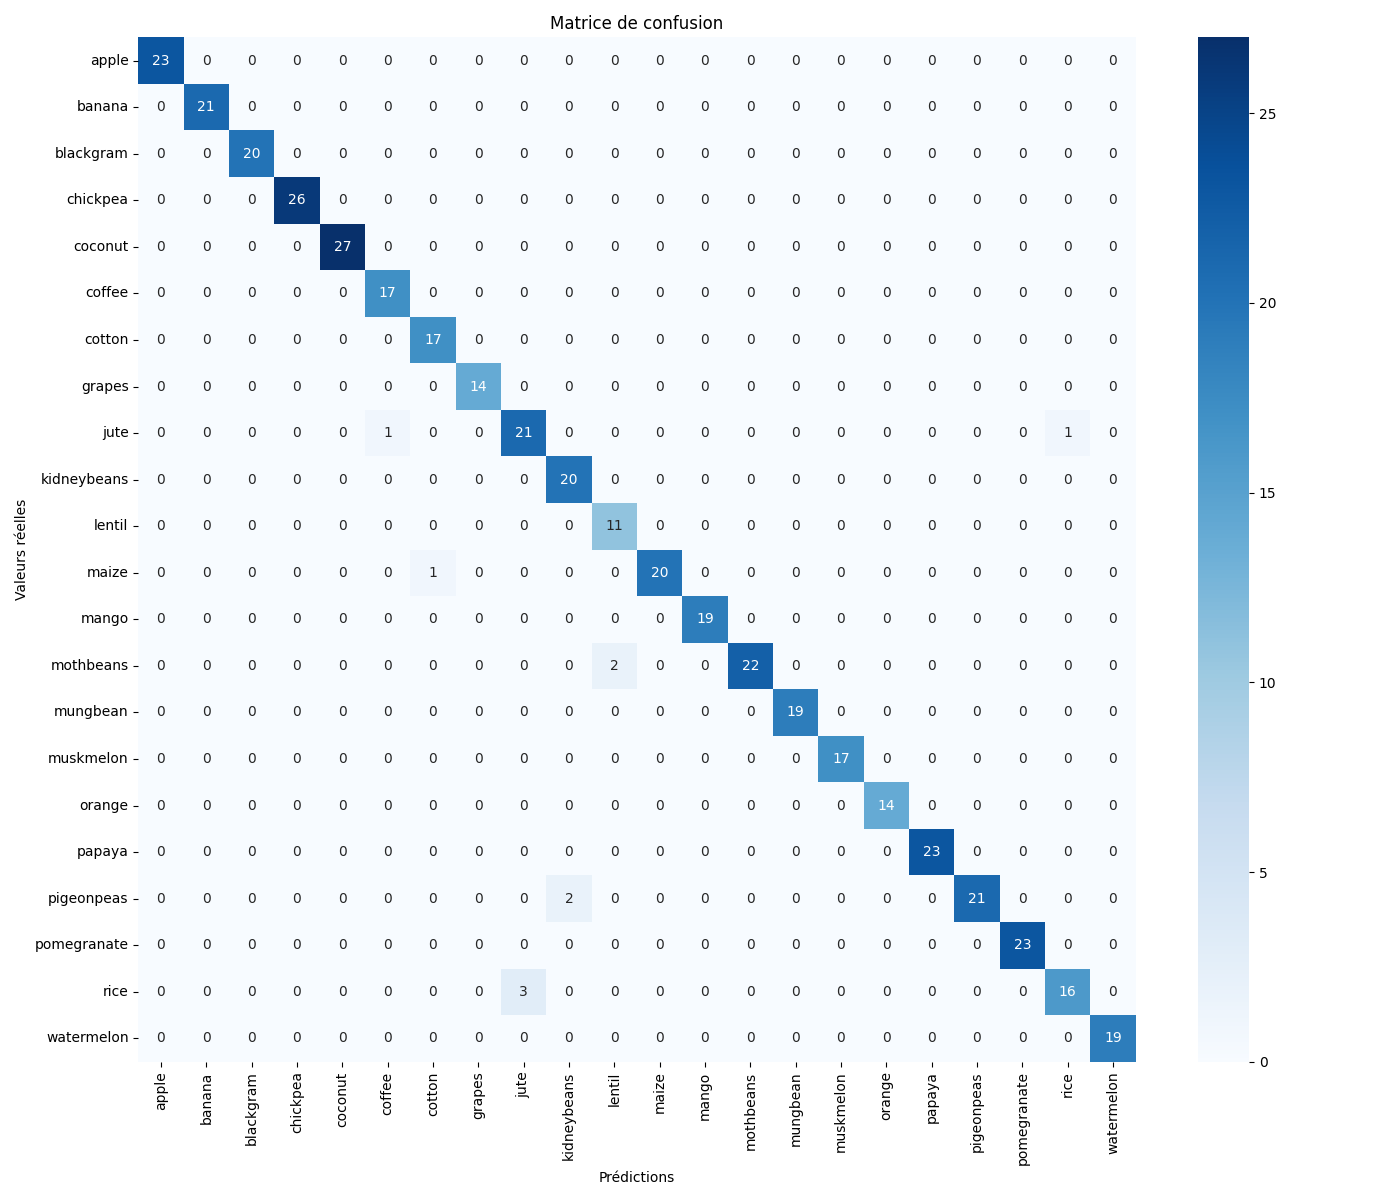 Matrice de confusion
apple 23 0 0 0 0 0 0 0 0 0 0 0 0 0 0 0 0 0 0 0 0 0
banana 0 21 0 0 0 0 0 0 0 0 0 0 0 0 0 0 0 0 0 0 0 0
blackgram 0 0 20 0 0 0 0 0 0 0 0 0 0 0 0 0 0 0 0 0 0 0
chickpea 0 0 0 26 0 0 0 0 0 0 0 0 0 0 0 0 0 0 0 0 0 0
coconut 0 0 0 0 27 0 0 0 0 0 0 0 0 0 0 0 0 0 0 0 0 0
coffee 0 0 0 0 0 17 0 0 0 0 0 0 0 0 0 0 0 0 0 0 0 0
cotton 0 0 0 0 0 0 17 0 0 0 0 0 0 0 0 0 0 0 0 0 0 0
grapes 0 0 0 0 0 0 0 14 0 0 0 0 0 0 0 0 0 0 0 0 0 0
jute 0 0 0 0 0 1 0 0 21 0 0 0 0 0 0 0 0 0 0 0 1 0
kidneybeans 0 0 0 0 0 0 0 0 0 20 0 0 0 0 0 0 0 0 0 0 0 0
lentil 0 0 0 0 0 0 0 0 0 0 11 0 0 0 0 0 0 0 0 0 0 0
maize 0 0 0 0 0 0 1 0 0 0 0 20 0 0 0 0 0 0 0 0 0 0
mango 0 0 0 0 0 0 0 0 0 0 0 0 19 0 0 0 0 0 0 0 0 0
mothbeans 0 0 0 0 0 0 0 0 0 0 2 0 0 22 0 0 0 0 0 0 0 0
mungbean 0 0 0 0 0 0 0 0 0 0 0 0 0 0 19 0 0 0 0 0 0 0
muskmelon 0 0 0 0 0 0 0 0 0 0 0 0 0 0 0 17 0 0 0 0 0 0
orange 0 0 0 0 0 0 0 0 0 0 0 0 0 0 0 0 14 0 0 0 0 0
papaya 0 0 0 0 0 0 0 0 0 0 0 0 0 0 0 0 0 23 0 0 0 0
pigeonpeas 0 0 0 0 0 0 0 0 0 2 0 0 0 0 0 0 0 0 21 0 0 0
pomegranate 0 0 0 0 0 0 0 0 0 0 0 0 0 0 0 0 0 0 0 23 0 0
rice 0 0 0 0 0 0 0 0 3 0 0 0 0 0 0 0 0 0 0 0 16 0
watermelon 0 0 0 0 0 0 0 0 0 0 0 0 0 0 0 0 0 0 0 0 0 19
Valeurs réelles
apple banana blackgram chickpea coconut coffee cotton grapes jute kidneybeans lentil maize mango mothbeans mungbean muskmelon orange papaya pigeonpeas pomegranate rice watermelon
Prédictions
25
20
15
10
5
0